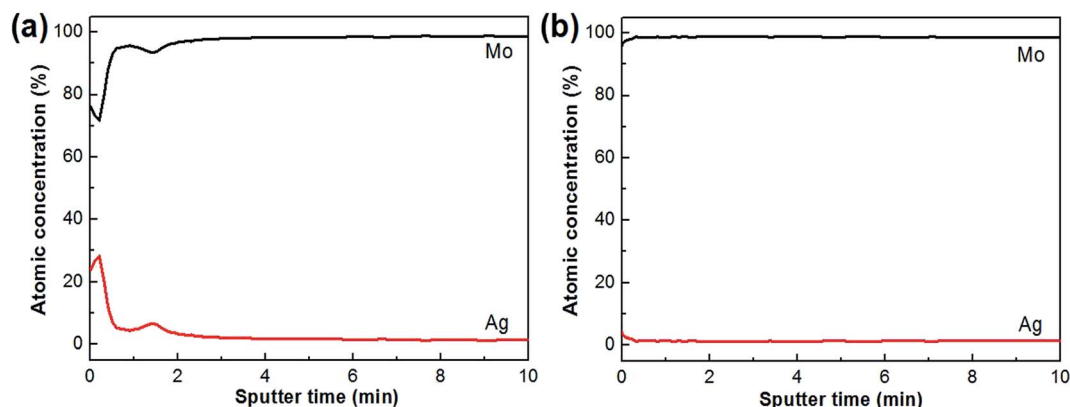 (a)
Atomic concentration (%)
100
80
60
40
20
0
Mo
Ag
0 2 4 6 8 10
Sputter time (min)
(b)
Atomic concentration (%)
100
80
60
40
20
0
Mo
Ag
0 2 4 6 8 10
Sputter time (min)